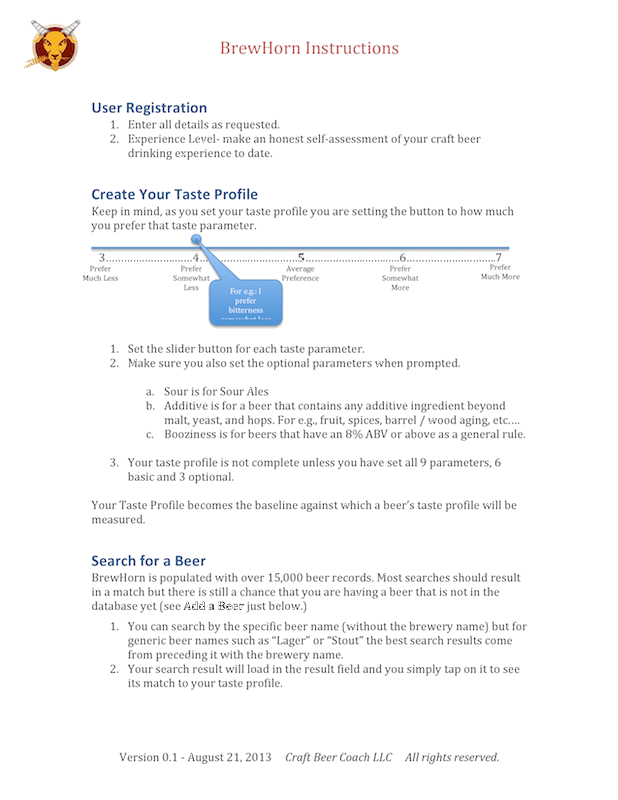 BrewHorn Instructions
User Registration
1. Enter all details as requested.
2. Experience Level- make an honest self-assessment of your craft beer
drinking experience to date.
Create Your Taste Profile
Keep in mind, as you set your taste profile you are setting the button to how much
you prefer that taste parameter.
3............................4............................5............................6............................7
Prefer Much Less
Prefer Somewhat Less
Average Preference
Prefer Somewhat More
Prefer Much More
For e.g.: I
prefer
bitterness
somewhat less
1. Set the slider button for each taste parameter.
2. Make sure you also set the optional parameters when prompted.
a. Sour is for Sour Ales
b. Additive is for a beer that contains any additive ingredient beyond
malt, yeast, and hops. For e.g., fruit, spices, barrel / wood aging, etc....
c. Booziness is for beers that have an 8% ABV or above as a general rule.
3. Your taste profile is not complete unless you have set all 9 parameters, 6
basic and 3 optional.
Your Taste Profile becomes the baseline against which a beer's taste profile will be
measured.
Search for a Beer
BrewHorn is populated with over 15,000 beer records. Most searches should result
in a match but there is still a chance that you are having a beer that is not in the
database yet (see Add a Beer just below.)
1. You can search by the specific beer name (without the brewery name) but for
generic beer names such as “Lager” or “Stout” the best search results come
from preceding it with the brewery name.
2. Your search result will load in the result field and you simply tap on it to see
its match to your taste profile.
Version 0.1 - August 21, 2013 Craft Beer Coach LLC All rights reserved.